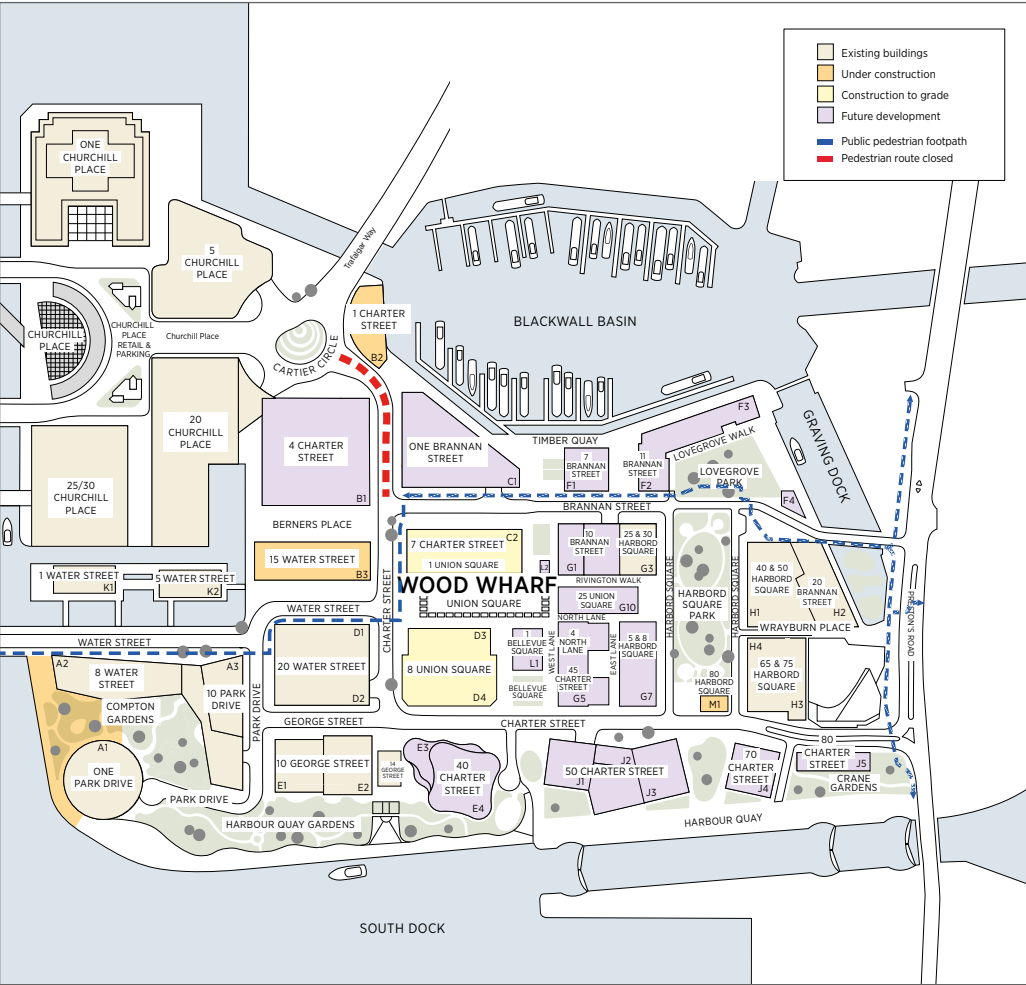 Existing buildings
Under construction
Construction to grade
Future development
Public pedestrian footpath
Pedestrian route closed
ONE
CHURCHILL
PLACE
5
CHURCHILL
PLACE
Trafalgar Way
1 CHARTER
STREET
B2
BLACKWALL BASIN
CHURCHILL
PLACE
CHURCHILL
PLACE
RETAIL &
PARKING
Churchill Place
CARTIER CIRCLE
20
CHURCHILL
PLACE
25/30
CHURCHILL
PLACE
4 CHARTER
STREET
B1
ONE BRANNAN
STREET
C1
TIMBER QUAY
7
BRANNAN
STREET
F1
11
BRANNAN
STREET
F2
F3
LOVEGROVE WALK
LOVEGROVE
PARK
F4
GRAVING DOCK
BRANNAN STREET
BERNERS PLACE
7 CHARTER STREET
C2
1 UNION SQUARE
L2
10
BRANNAN
STREET
G1
25 & 30
HARBORD
SQUARE
G3
RIVINGTON WALK
15 WATER STREET
B3
WOOD WHARF
UNION SQUARE
25 UNION
SQUARE
G10
NORTH LANE
HARBORD SQUARE
HARBORD
SQUARE
PARK
HARBORD SQUARE
40 & 50
HARBORD
SQUARE
H1
20
BRANNAN
STREET
H2
WRAYBURN PLACE
PRESTON'S ROAD
1 WATER STREET
K1
5 WATER STREET
K2
WATER STREET
WATER STREET
CHARTER STREET
D1
20 WATER STREET
D2
D3
8 UNION SQUARE
D4
1
BELLEVUE
SQUARE
L1
BELLEVUE
SQUARE
WEST LANE
4
NORTH
LANE
45
CHARTER
STREET
G5
EAST LANE
5 & 8
HARBORD
SQUARE
G7
80
HARBORD
SQUARE
M1
H4
65 & 75
HARBORD
SQUARE
H3
A2
8 WATER
STREET
A3
10 PARK
DRIVE
PARK DRIVE
COMPTON
GARDENS
A1
ONE
PARK DRIVE
PARK DRIVE
GEORGE STREET
CHARTER STREET
10 GEORGE STREET
E1
E2
14
GEORGE
STREET
E3
40
CHARTER
STREET
E4
J2
50 CHARTER STREET
J1
J3
70
CHARTER
STREET
J4
80
CHARTER
STREET
J5
CRANE
GARDENS
HARBOUR QUAY GARDENS
HARBOUR QUAY
SOUTH DOCK